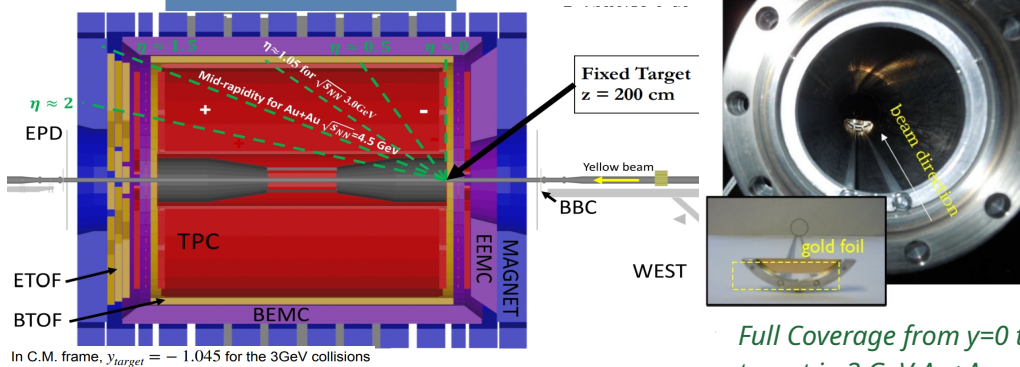 η ≈ 1.5
η≈1.05 for √sNN 3.0GeV
η ≈ 0.5
η ≈ 0
Mid-rapidity for Au+Au √sNN=4.5 GeV
η ≈ 2
EPD
+
-
+
-
Fixed Target
z = 200 cm
Yellow beam
BBC
TPC
EEMC
MAGNET
WEST
ETOF
BTOF
BEMC
In C.M. frame, y_target = − 1.045 for the 3GeV collisions
beam direction
gold foil
Full Coverage from y=0 t